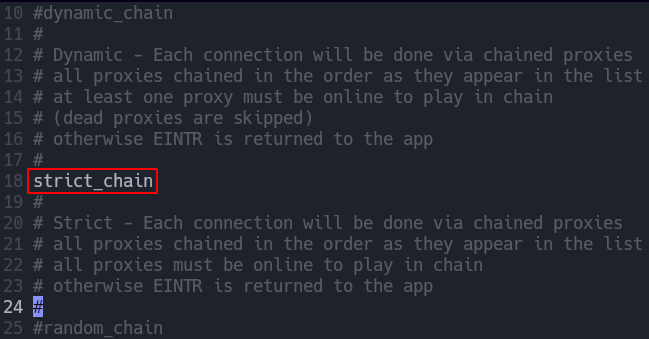 10 #dynamic_chain
11 #
12 # Dynamic - Each connection will be done via chained proxies
13 # all proxies chained in the order as they appear in the list
14 # at least one proxy must be online to play in chain
15 # (dead proxies are skipped)
16 # otherwise EINTR is returned to the app
17 #
18 strict_chain
19 #
20 # Strict - Each connection will be done via chained proxies
21 # all proxies chained in the order as they appear in the list
22 # all proxies must be online to play in chain
23 # otherwise EINTR is returned to the app
24 #
25 #random_chain